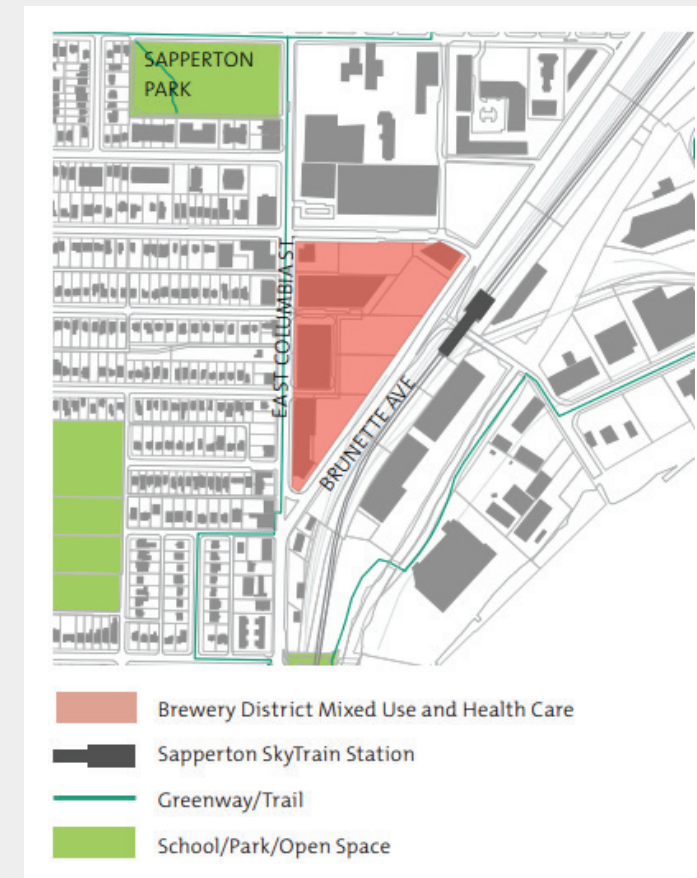 SAPPERTON
PARK
EAST COLUMBIA ST.
BRUNETTE AVE
Brewery District Mixed Use and Health Care
Sapperton SkyTrain Station
Greenway/Trail
School/Park/Open Space